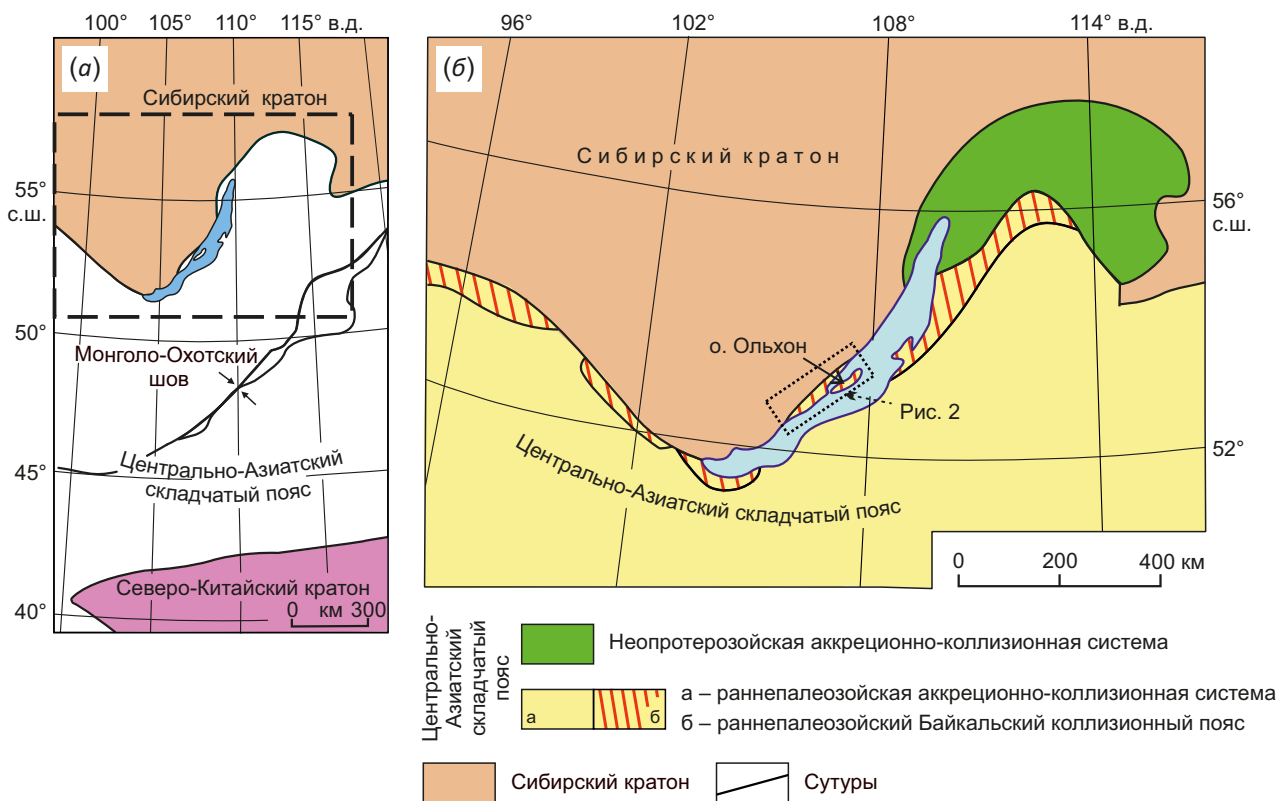 100° 105° 110° 115° в.д.
(а)
Сибирский кратон
55°
с.ш.
50°
Монголо-Охотский
шов
45°
Центрально-Азиатский
складчатый пояс
Северо-Китайский кратон
40°
0 км 300
96° 102° 108° 114° в.д.
(б)
Сибирский кратон
56°
с.ш.
о. Ольхон
Рис. 2
52°
Центрально-Азиатский складчатый пояс
0 200 400 км
Центрально-
Азиатский
складчатый
пояс
Неопротерозойская аккреционно-коллизионная система
а
б
а – раннепалеозойская аккреционно-коллизионная система
б – раннепалеозойский Байкальский коллизионный пояс
Сибирский кратон
Сутуры